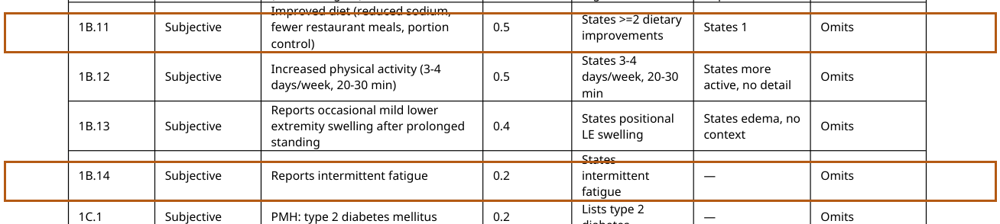 1B.11 Subjective Improved diet (reduced sodium, fewer restaurant meals, portion control) 0.5 States >=2 dietary improvements States 1 Omits
1B.12 Subjective Increased physical activity (3-4 days/week, 20-30 min) 0.5 States 3-4 days/week, 20-30 min States more active, no detail Omits
1B.13 Subjective Reports occasional mild lower extremity swelling after prolonged standing 0.4 States positional LE swelling States edema, no context Omits
1B.14 Subjective Reports intermittent fatigue 0.2 States intermittent fatigue — Omits
1C.1 Subjective PMH: type 2 diabetes mellitus 0.2 Lists type 2 diabetes — Omits